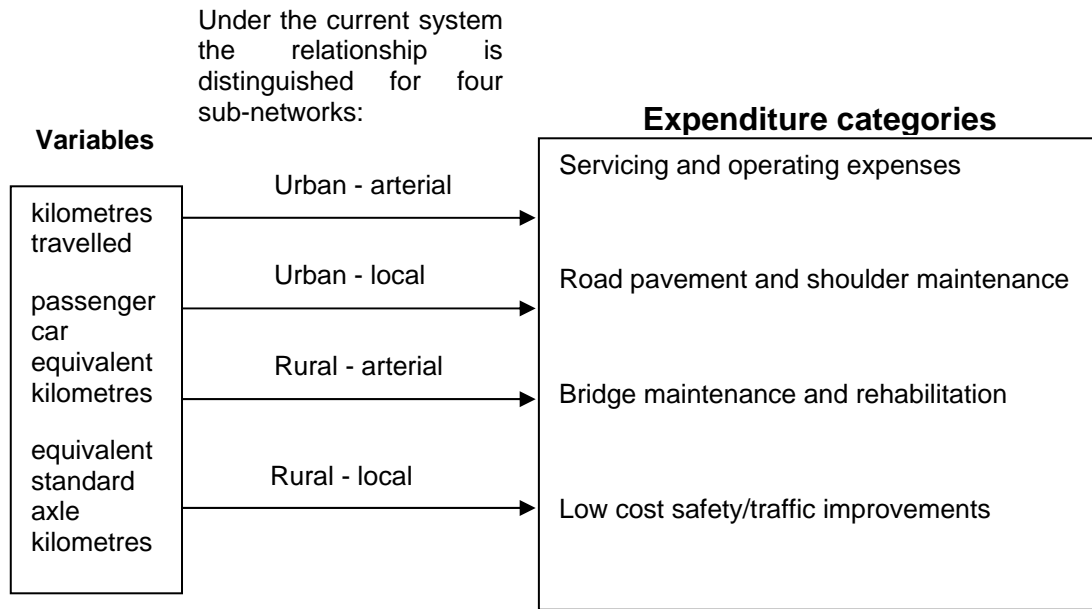 Under the current system
the relationship is
distinguished for four
sub-networks:
Variables
Expenditure categories
kilometres
travelled
passenger
car
equivalent
kilometres
equivalent
standard
axle
kilometres
Urban - arterial
Urban - local
Rural - arterial
Rural - local
Servicing and operating expenses
Road pavement and shoulder maintenance
Bridge maintenance and rehabilitation
Low cost safety/traffic improvements